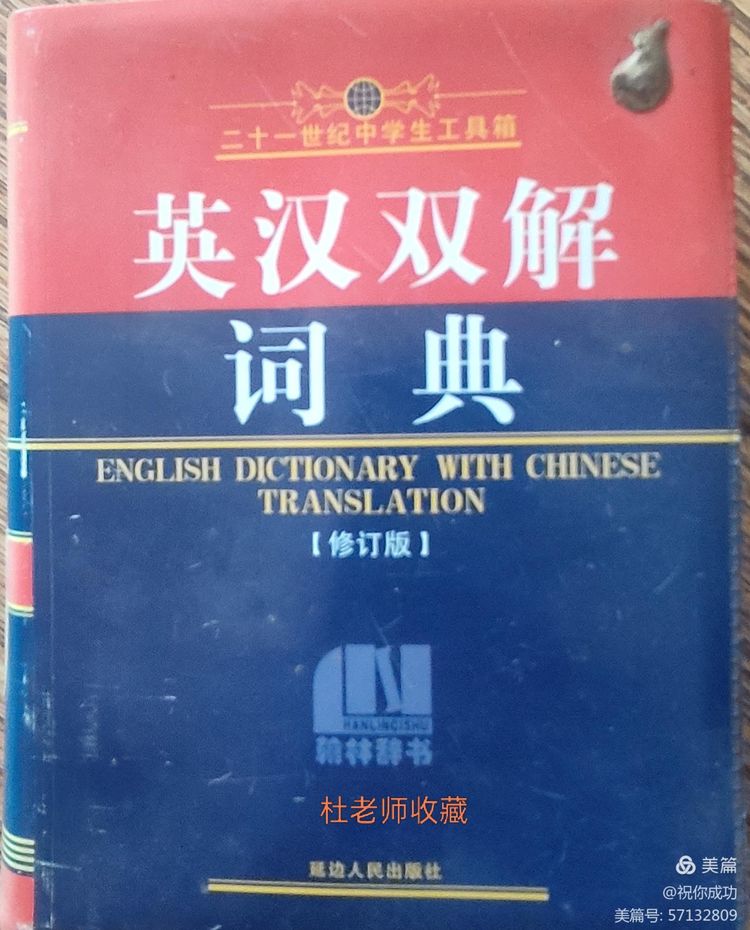 二十一世纪中学生工具箱
英汉双解
词典
ENGLISH DICTIONARY WITH CHINESE
TRANSLATION
【修订版】
HANLINCISHU
翰林辞书
杜老师收藏
延边人民出版社
美篇
@祝你成功
美篇号: 57132809